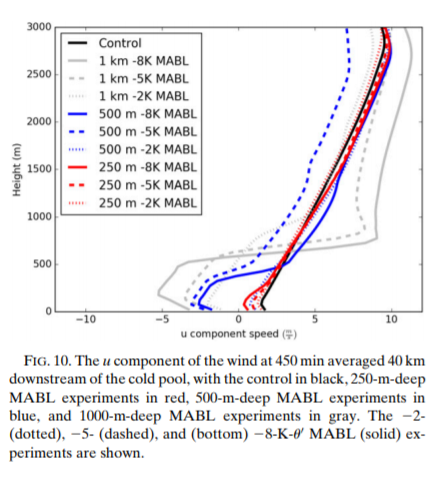 3000
2500
2000
1500
1000
500
0
Height (m)
Control
1 km -8K MABL
1 km -5K MABL
1 km -2K MABL
500 m -8K MABL
500 m -5K MABL
500 m -2K MABL
250 m -8K MABL
250 m -5K MABL
250 m -2K MABL
−10 −5 0 5 10
u component speed (m/s)
FIG. 10. The u component of the wind at 450 min averaged 40 km
downstream of the cold pool, with the control in black, 250-m-deep
MABL experiments in red, 500-m-deep MABL experiments in
blue, and 1000-m-deep MABL experiments in gray. The −2-
(dotted), −5- (dashed), and (bottom) −8-K-θ′ MABL (solid) ex-
periments are shown.